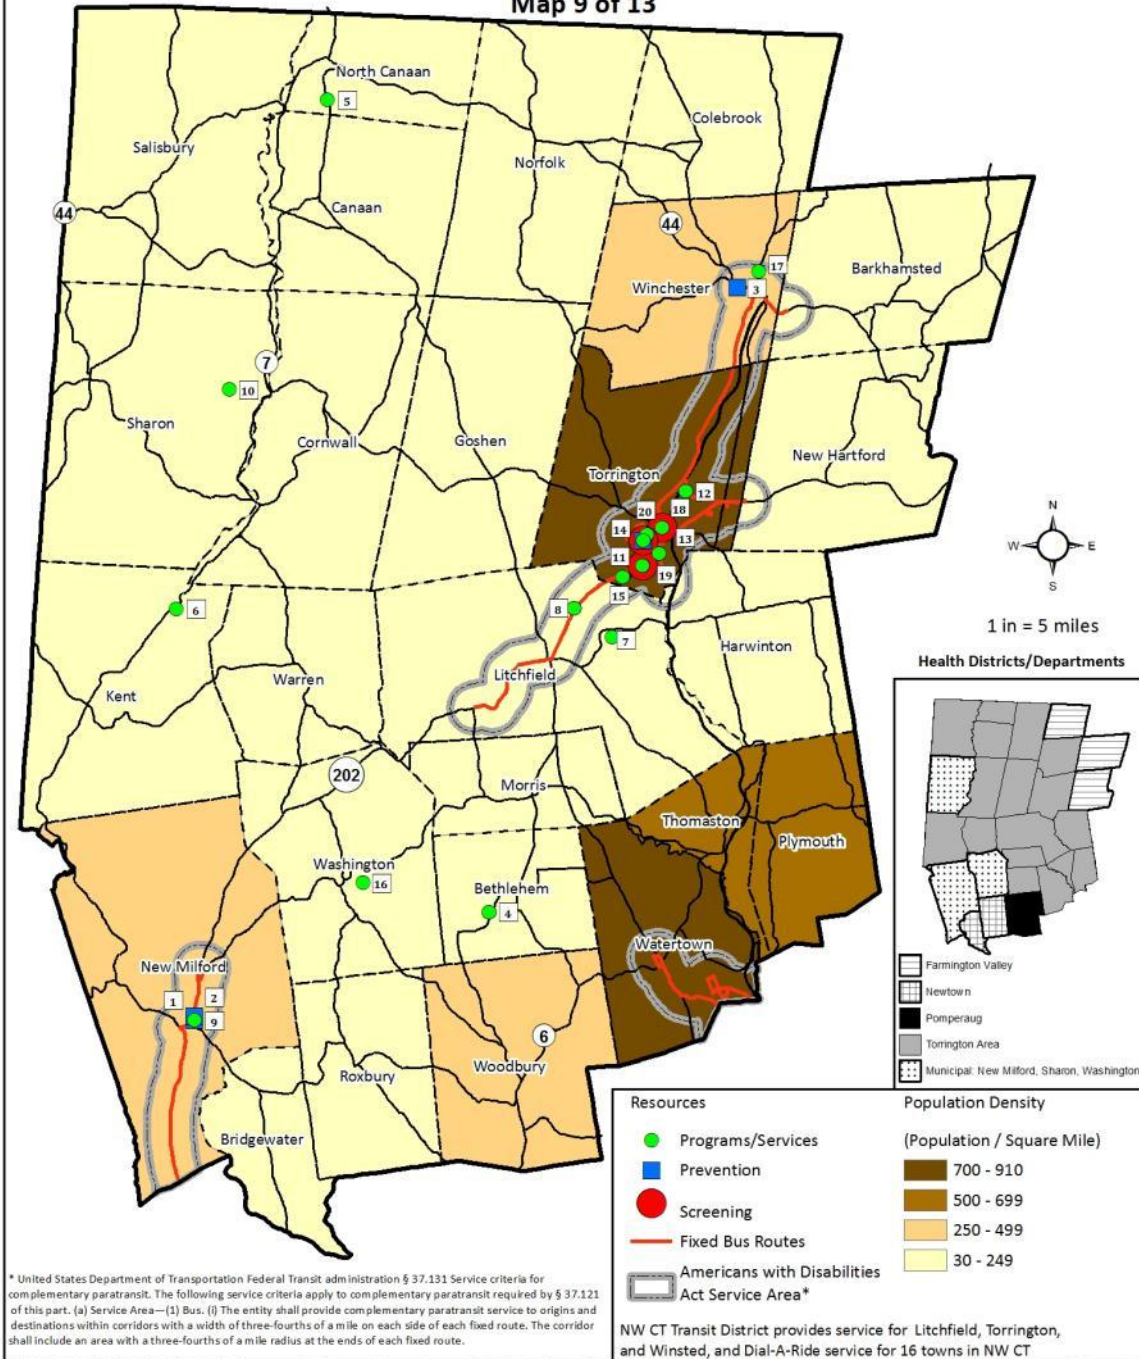 Map 9 of 13
North Canaan
5
Colebrook
Salisbury
Norfolk
Canaan
44
44
17
Barkhamsted
Winchester
3
7
10
Sharon
Cornwall
Goshen
New Hartford
Torrington
12
20
18
14
13
11
19
15
6
8
7
Harwinton
Litchfield
Warren
Kent
N
W
E
S
1 in = 5 miles
Health Districts/Departments
202
Morris
Thomaston
Plymouth
Washington
16
Bethlehem
4
Watertown
New Milford
1
2
9
6
Woodbury
Roxbury
Bridgewater
Farmington Valley
Newtown
Pomperaug
Torrington Area
Municipal: New Milford, Sharon, Washington
Resources
Programs/Services
Prevention
Screening
Fixed Bus Routes
Americans with Disabilities
Act Service Area*
Population Density
(Population / Square Mile)
700 - 910
500 - 699
250 - 499
30 - 249
NW CT Transit District provides service for Litchfield, Torrington,
and Winsted, and Dial-A-Ride service for 16 towns in NW CT
* United States Department of Transportation Federal Transit administration § 37.131 Service criteria for
complementary paratransit. The following service criteria apply to complementary paratransit required by § 37.121
of this part. (a) Service Area—(1) Bus. (i) The entity shall provide complementary paratransit service to origins and
destinations within corridors with a width of three-fourths of a mile on each side of each fixed route. The corridor
shall include an area with a three-fourths of a mile radius at the ends of each fixed route.